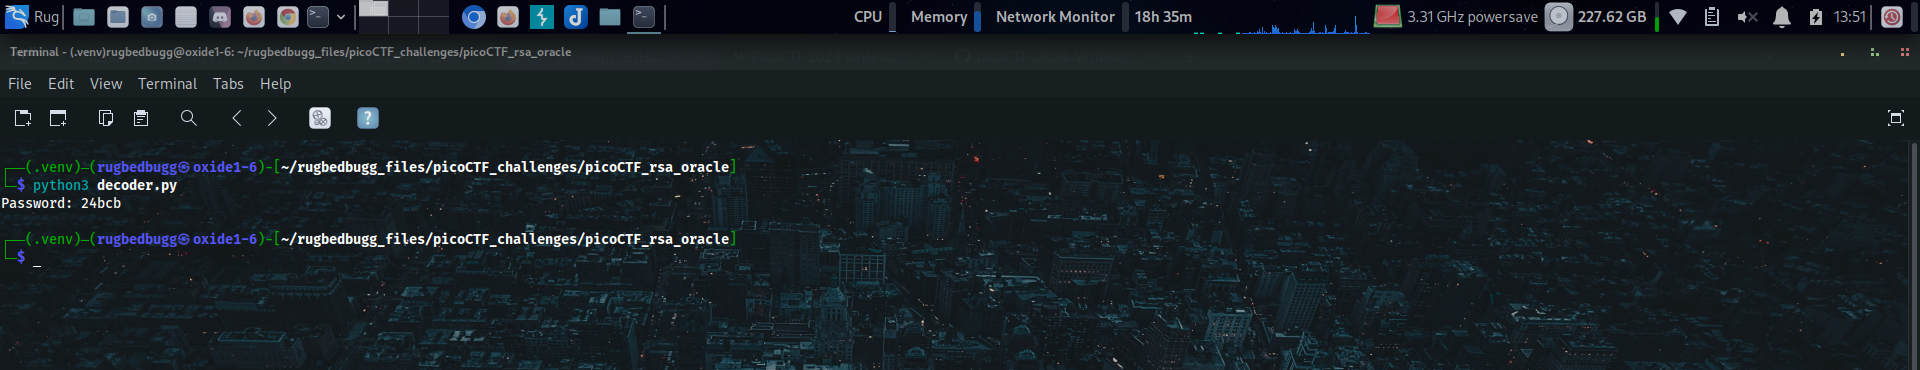 Rug CPU Memory Network Monitor 18h 35m 3.31 GHz powersave 227.62 GB 13:51
Terminal - (.venv)rugbedbugg@oxide1-6: ~/rugbedbugg_files/picoCTF_challenges/picoCTF_rsa_oracle
File Edit View Terminal Tabs Help
┌──(.venv)─(rugbedbugg㉿oxide1-6)-[~/rugbedbugg_files/picoCTF_challenges/picoCTF_rsa_oracle]
└─$ python3 decoder.py
Password: 24bcb
┌──(.venv)─(rugbedbugg㉿oxide1-6)-[~/rugbedbugg_files/picoCTF_challenges/picoCTF_rsa_oracle]
└─$ _